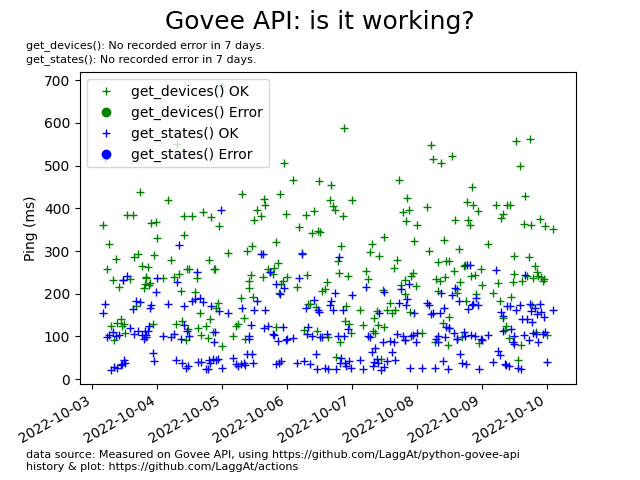 Govee API: is it working?
get_devices(): No recorded error in 7 days.
get_states(): No recorded error in 7 days.
get_devices() OK
get_devices() Error
get_states() OK
get_states() Error
Ping (ms)
700
600
500
400
300
200
100
0
2022-10-03
2022-10-04
2022-10-05
2022-10-06
2022-10-07
2022-10-08
2022-10-09
2022-10-10
data source: Measured on Govee API, using https://github.com/LaggAt/python-govee-api
history & plot: https://github.com/LaggAt/actions